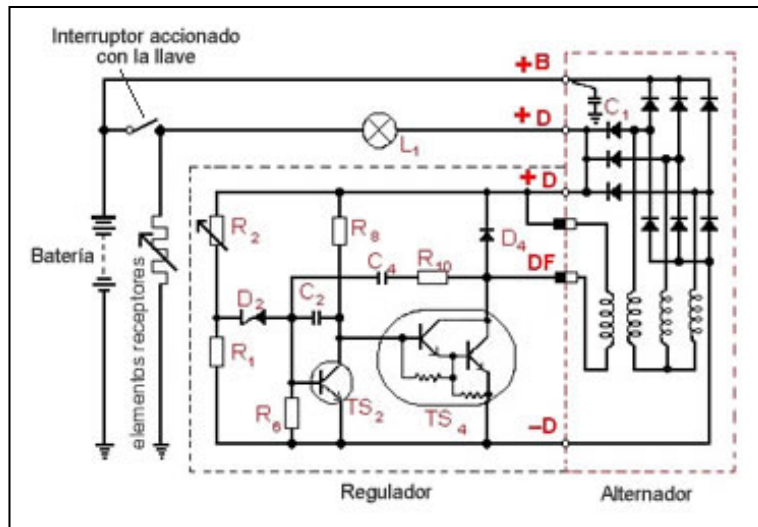 Interruptor accionado
con la llave
+B
C1
+D
L1
+D
R2
R8
D4
Batería
elementos receptores
C4
R10
DF
D2
C2
R1
TS2
R6
TS4
–D
Regulador
Alternador